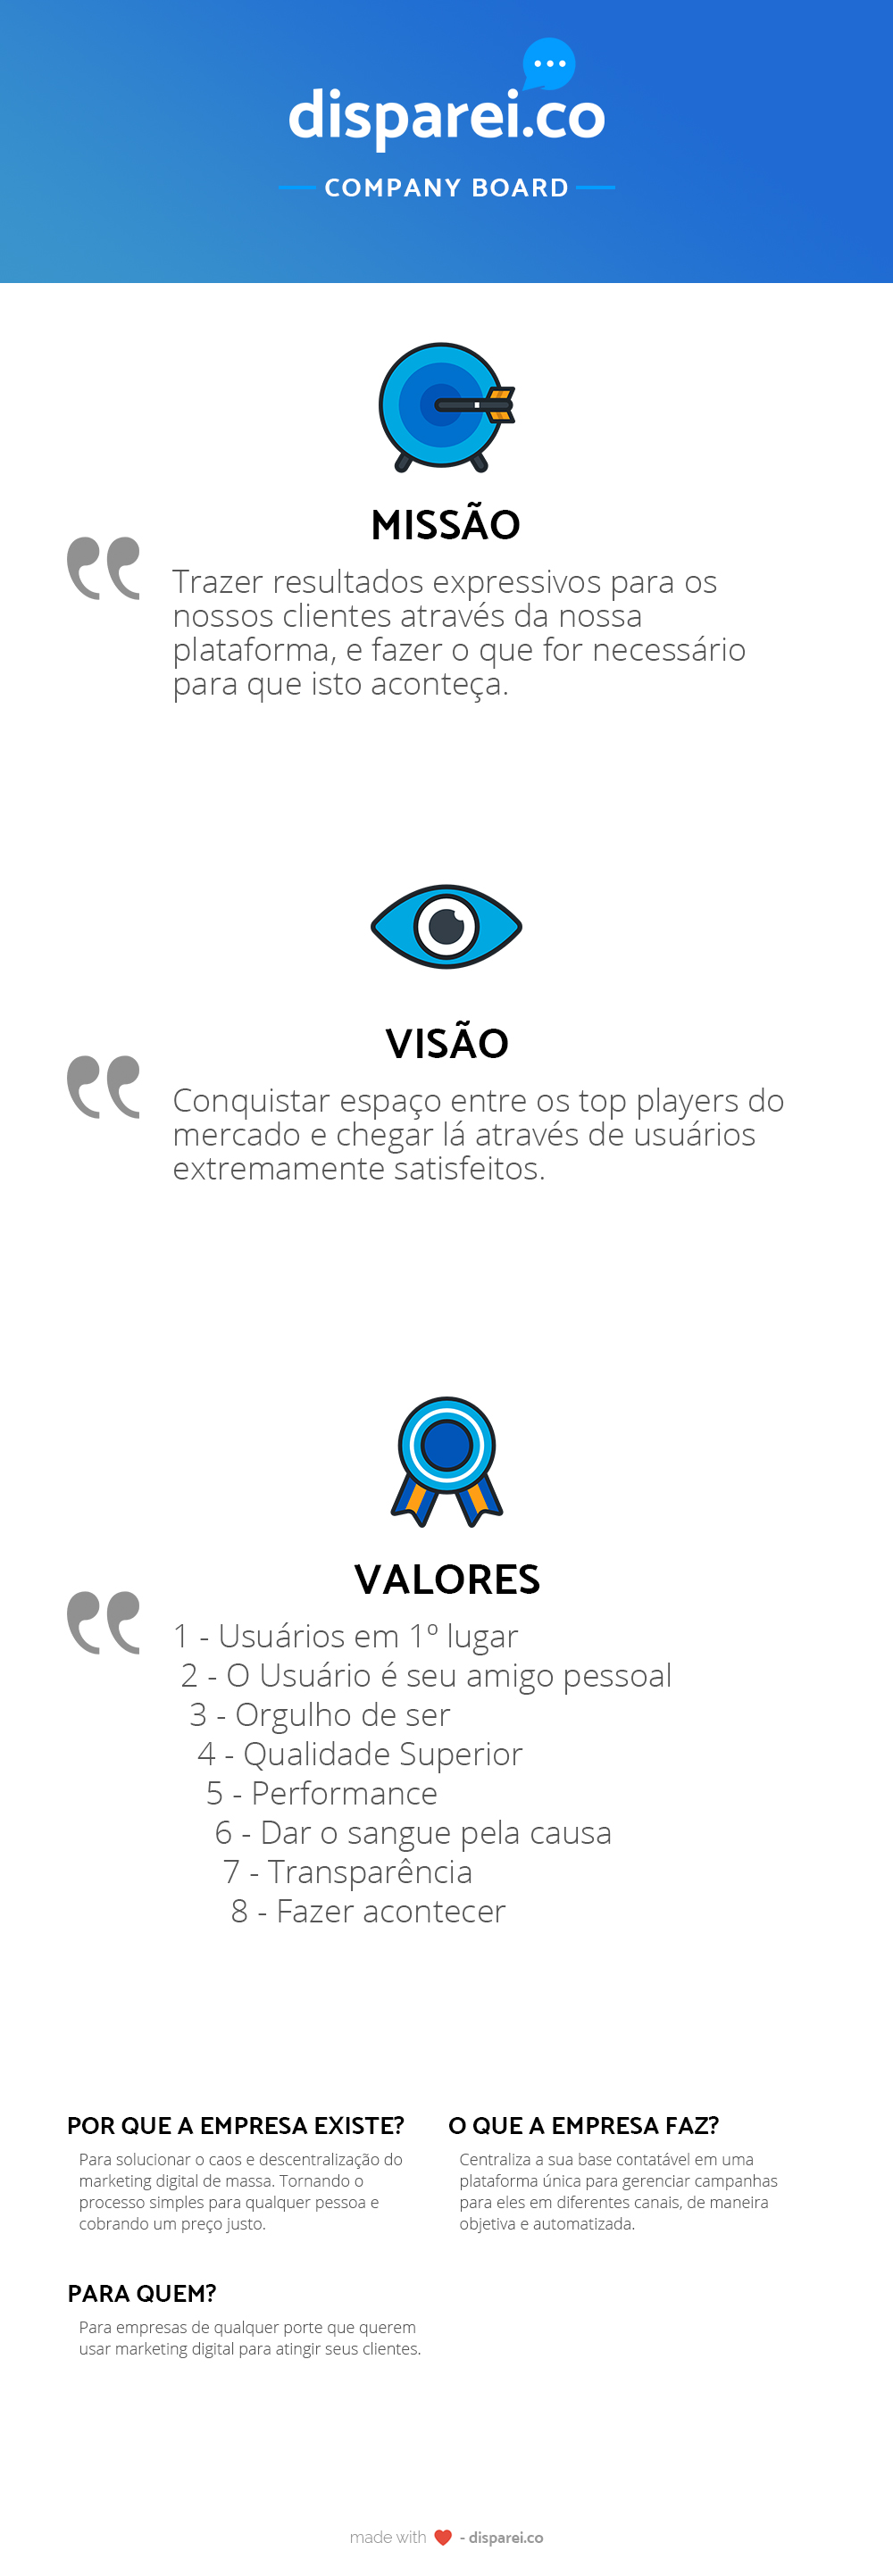 disparei.co
COMPANY BOARD
MISSÃO
Trazer resultados expressivos para os
nossos clientes através da nossa
plataforma, e fazer o que for necessário
para que isto aconteça.
VISÃO
Conquistar espaço entre os top players do
mercado e chegar lá através de usuários
extremamente satisfeitos.
VALORES
1 - Usuários em 1º lugar
2 - O Usuário é seu amigo pessoal
3 - Orgulho de ser
4 - Qualidade Superior
5 - Performance
6 - Dar o sangue pela causa
7 - Transparência
8 - Fazer acontecer
POR QUE A EMPRESA EXISTE?
Para solucionar o caos e descentralização do
marketing digital de massa. Tornando o
processo simples para qualquer pessoa e
cobrando um preço justo.
O QUE A EMPRESA FAZ?
Centraliza a sua base contatável em uma
plataforma única para gerenciar campanhas
para eles em diferentes canais, de maneira
objetiva e automatizada.
PARA QUEM?
Para empresas de qualquer porte que querem
usar marketing digital para atingir seus clientes.
made with ❤ - disparei.co